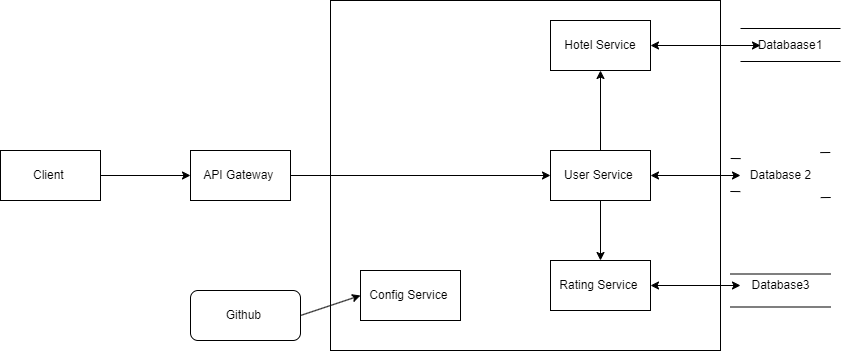 Hotel Service
Databaase1
Client
API Gateway
User Service
Database 2
Config Service
Rating Service
Database3
Github